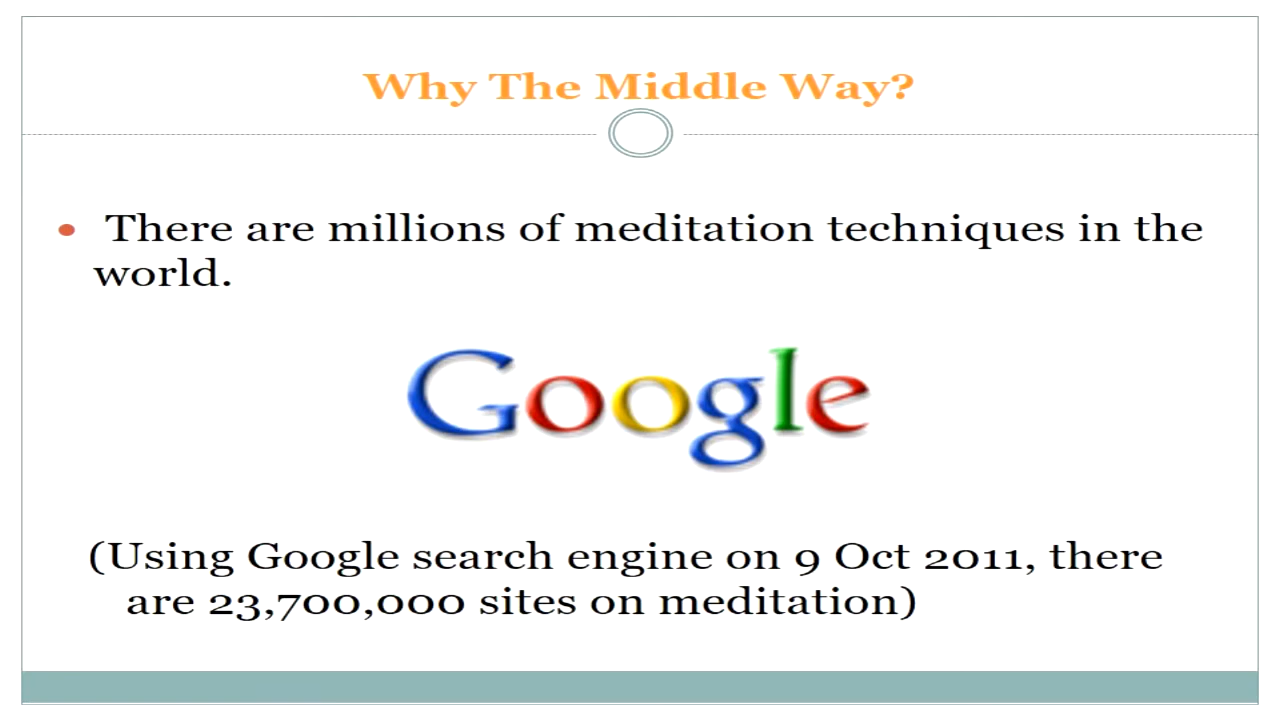 Why The Middle Way?
• There are millions of meditation techniques in the
world.
Google
(Using Google search engine on 9 Oct 2011, there
are 23,700,000 sites on meditation)